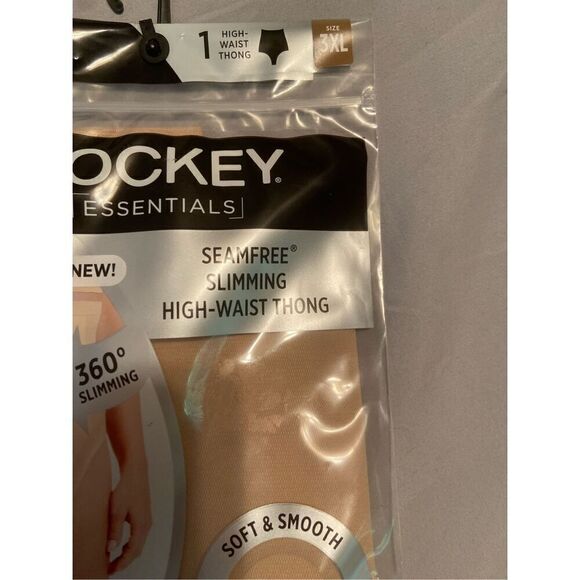 1 HIGH-
WAIST
THONG
SIZE
3XL
OCKEY®
ESSENTIALS
NEW!
SEAMFREE®
SLIMMING
HIGH-WAIST THONG
360°
SLIMMING
SOFT & SMOOTH